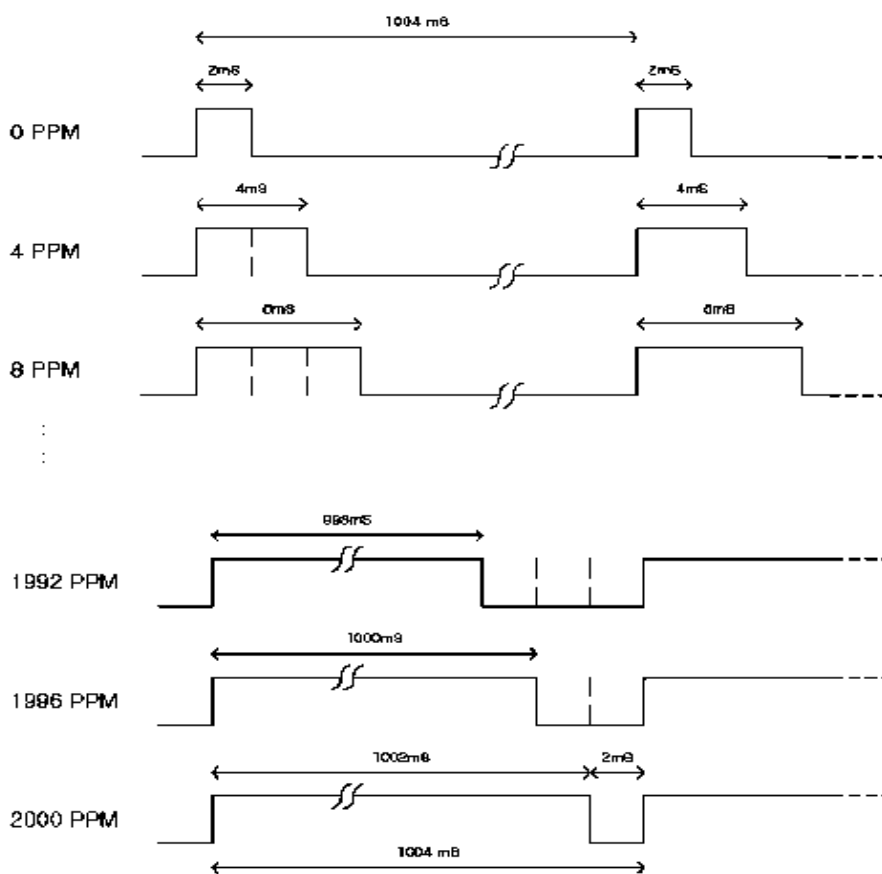 1004 mS
2mS 2mS
0 PPM
4mS 4mS
4 PPM
6mS 6mS
8 PPM
:
:
998mS
1992 PPM
1000mS
1996 PPM
1002mS 2mS
2000 PPM
1004 mS